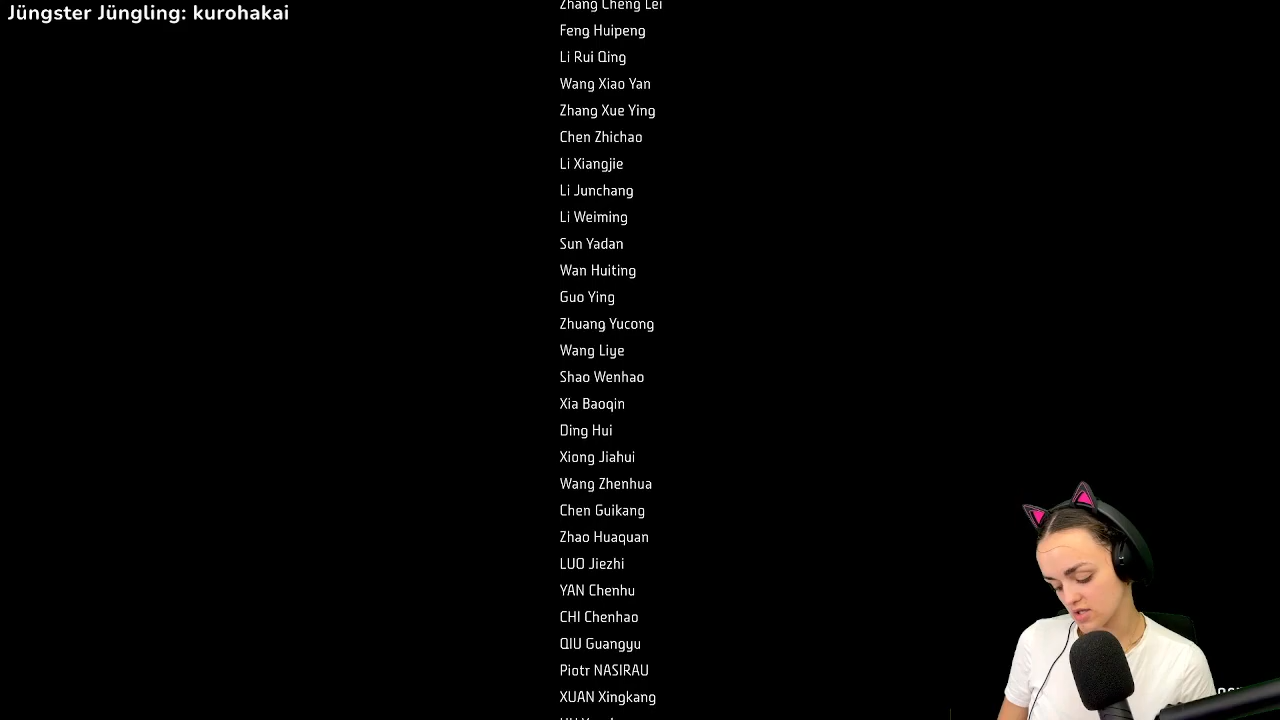 Jüngster Jüngling: kurohakai
Zhang Cheng Lei
Feng Huipeng
Li Rui Qing
Wang Xiao Yan
Zhang Xue Ying
Chen Zhichao
Li Xiangjie
Li Junchang
Li Weiming
Sun Yadan
Wan Huiting
Guo Ying
Zhuang Yucong
Wang Liye
Shao Wenhao
Xia Baoqin
Ding Hui
Xiong Jiahui
Wang Zhenhua
Chen Guikang
Zhao Huaquan
LUO Jiezhi
YAN Chenhu
CHI Chenhao
QIU Guangyu
Piotr NASIRAU
XUAN Xingkang